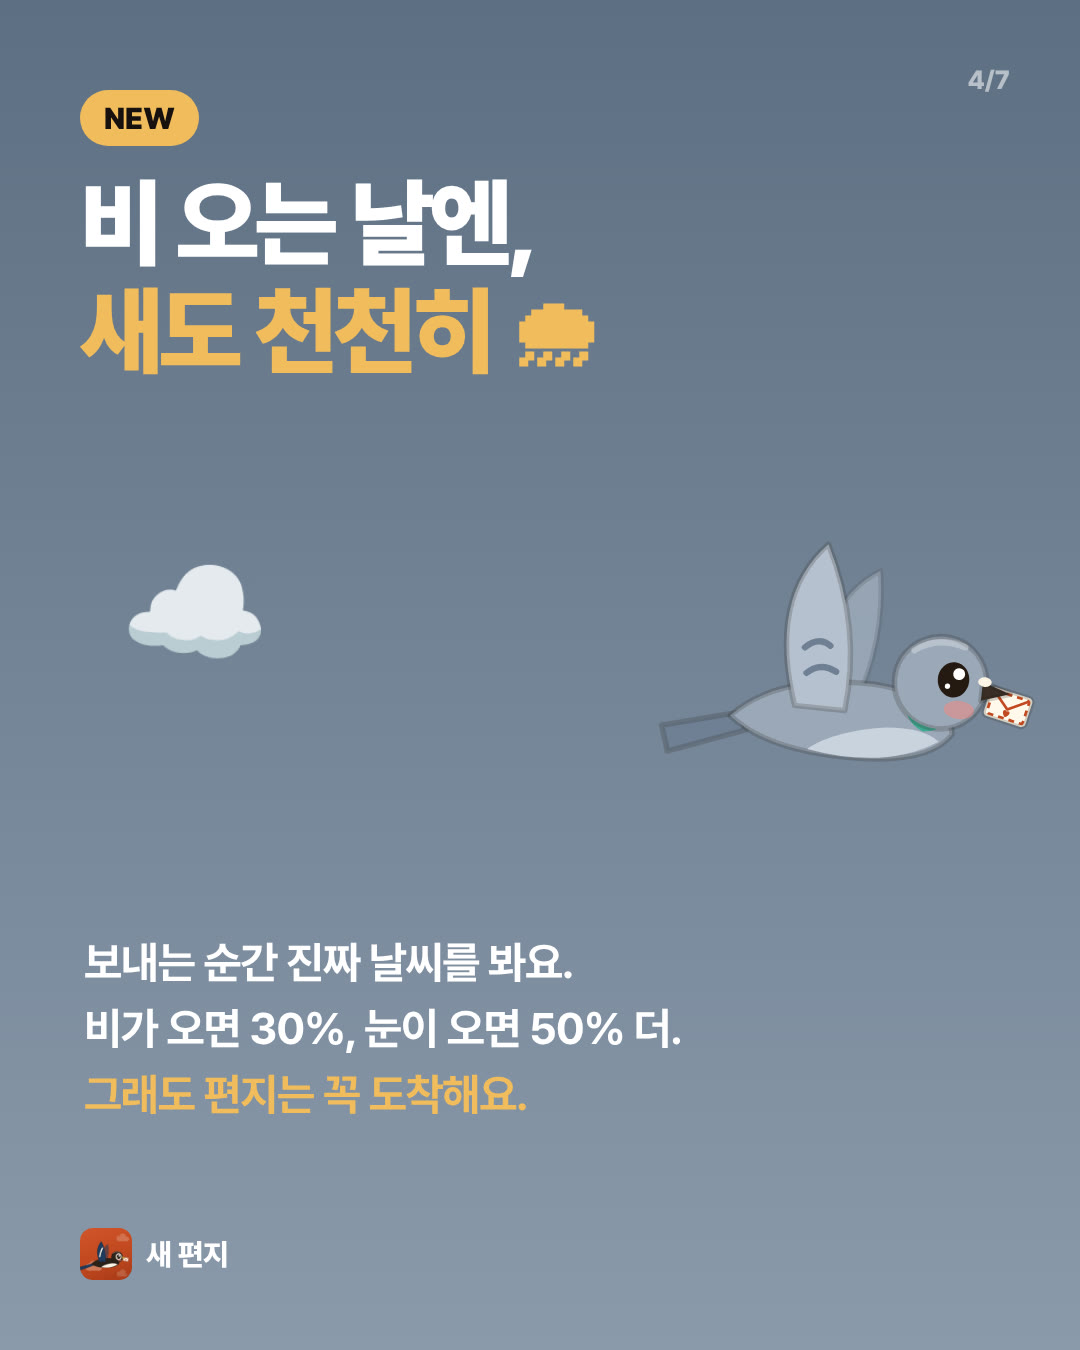 4/7
NEW
비 오는 날엔,
새도 천천히 🌧
보내는 순간 진짜 날씨를 봐요.
비가 오면 30%, 눈이 오면 50% 더.
그래도 편지는 꼭 도착해요.
새 편지